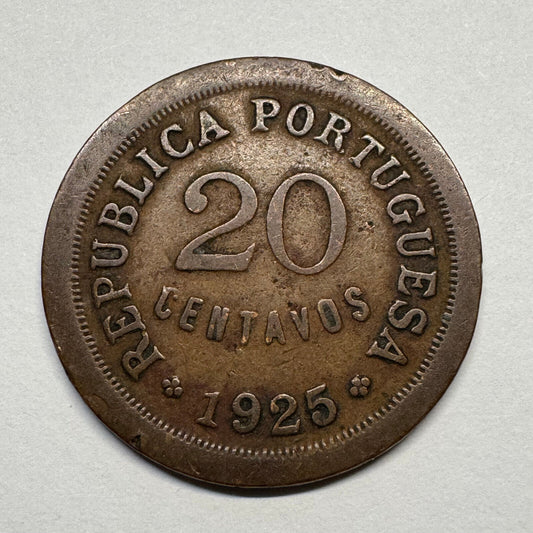 REPUBLICA PORTUGUESA
20
CENTAVOS
1925